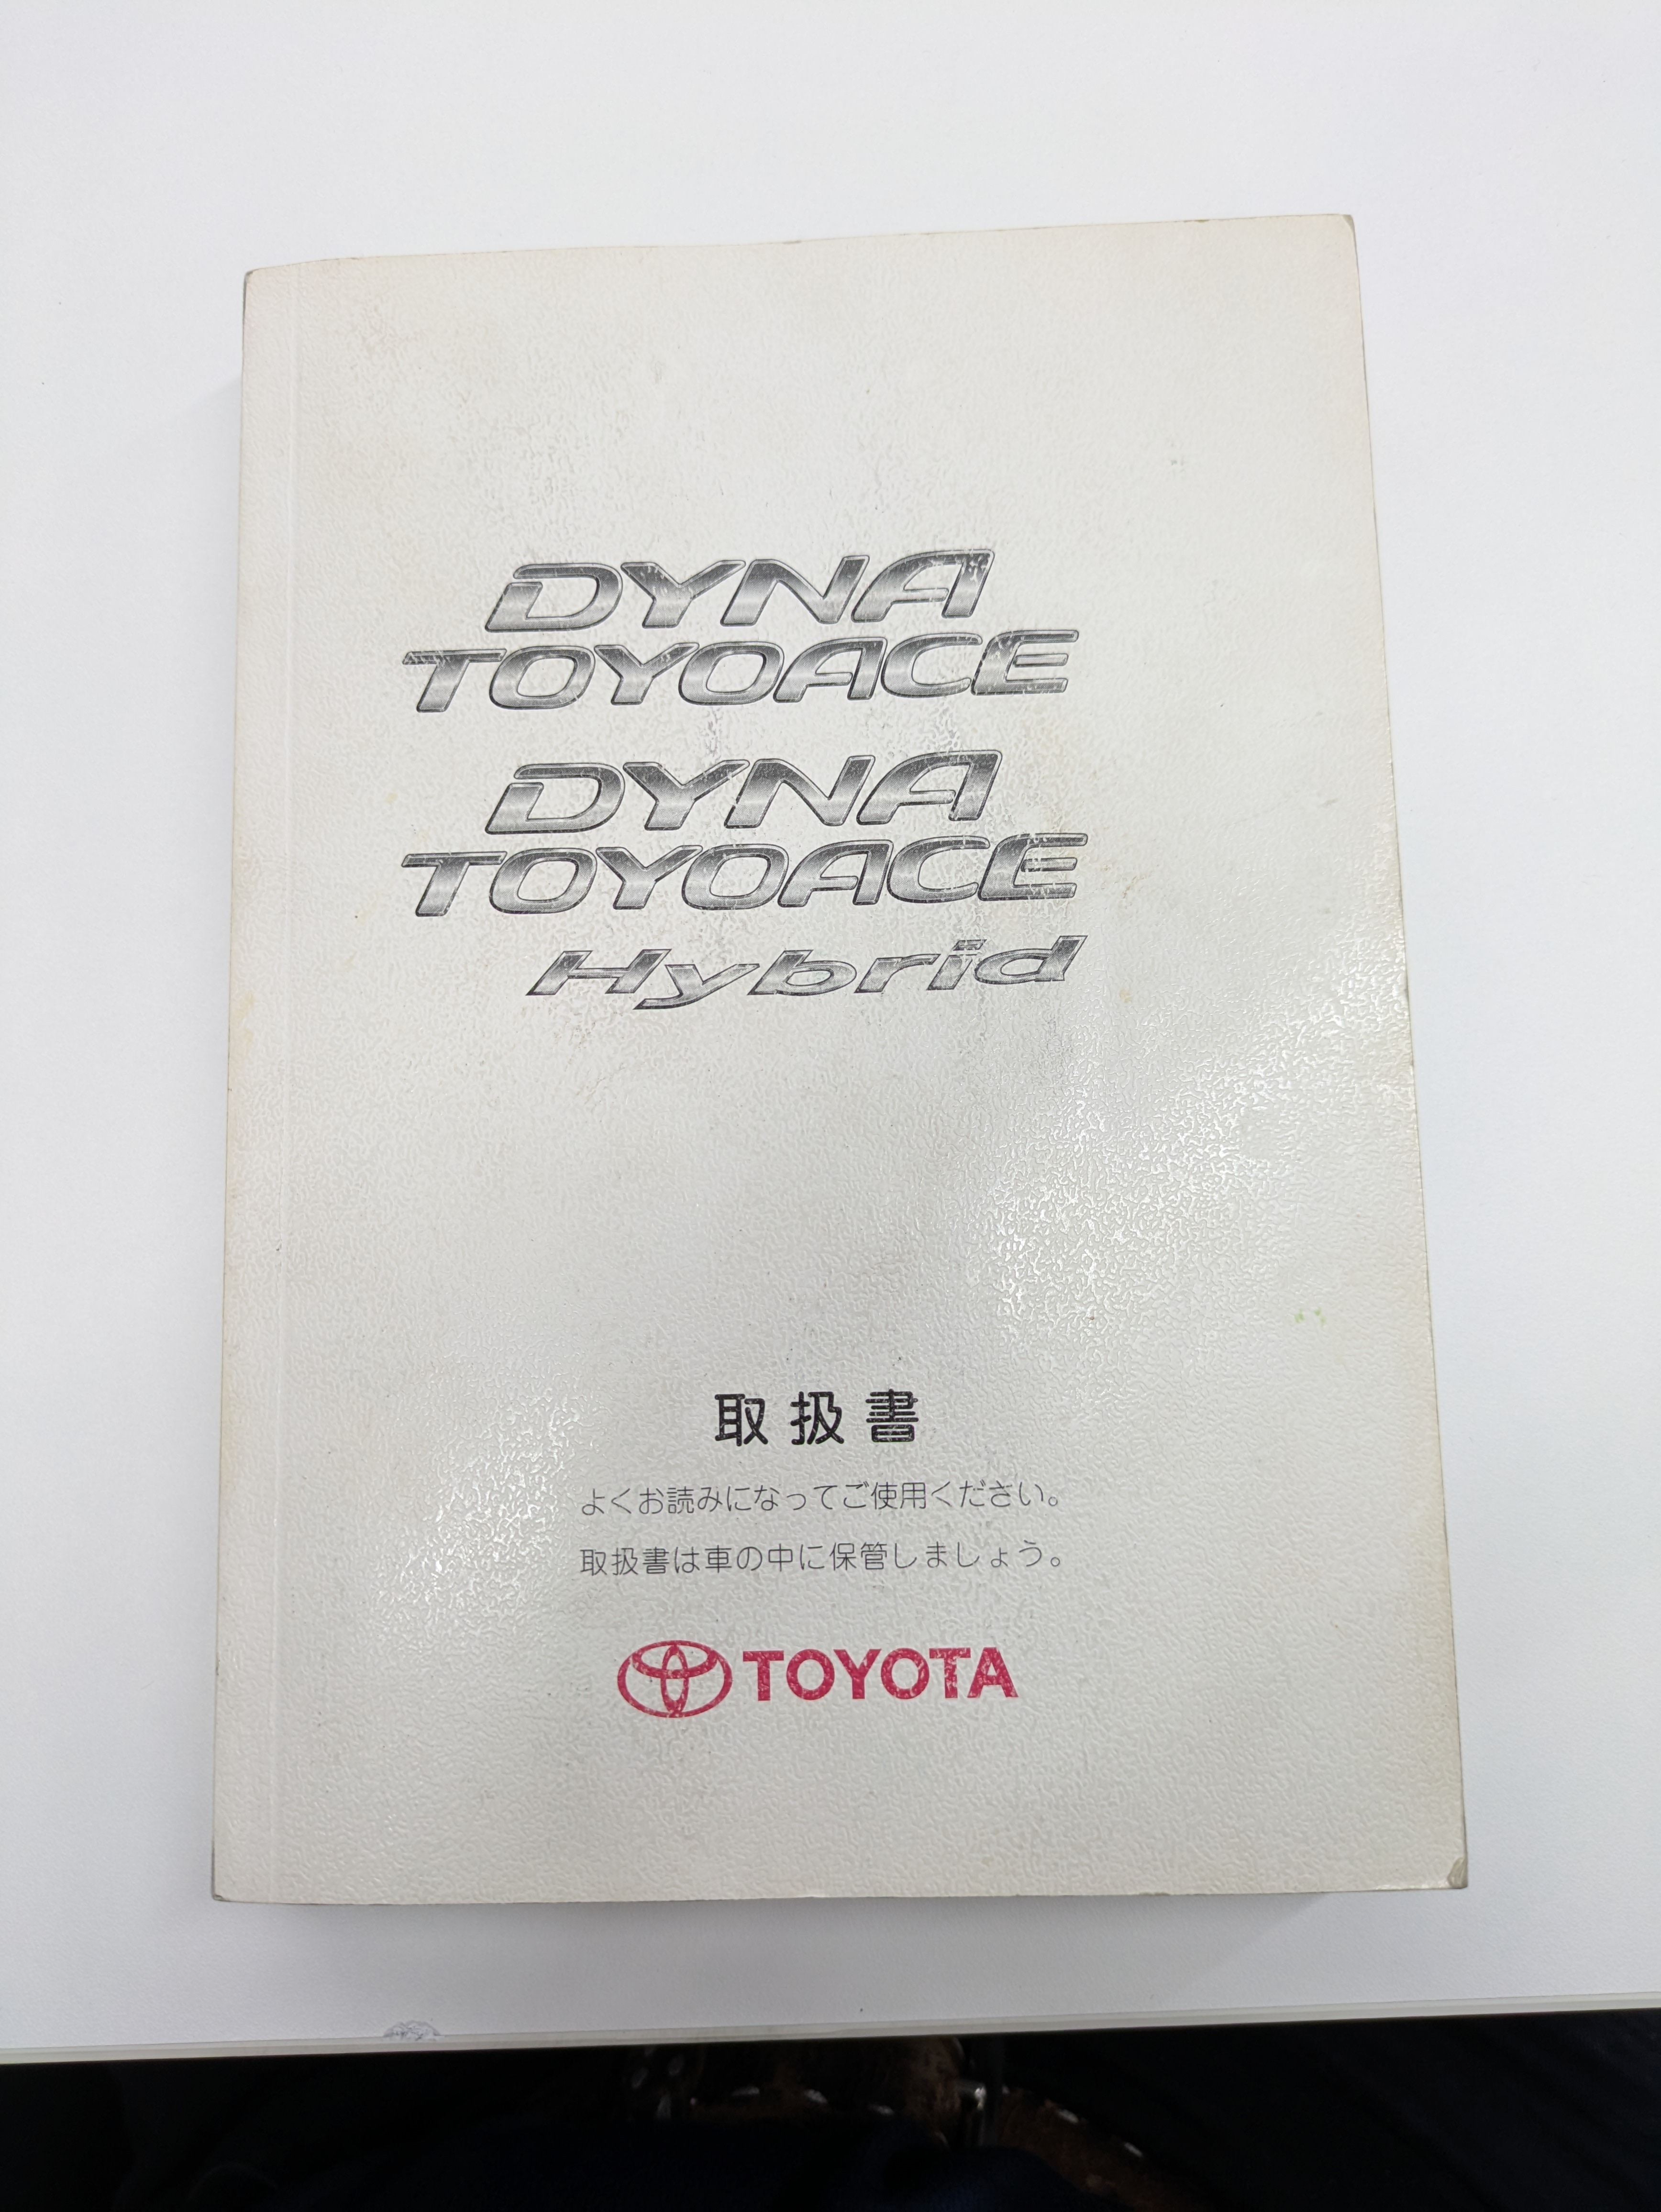 DYNA
TOYOACE
DYNA
TOYOACE
Hybrid
取扱書
よくお読みになってご使用ください。
取扱書は車の中に保管しましょう。
TOYOTA